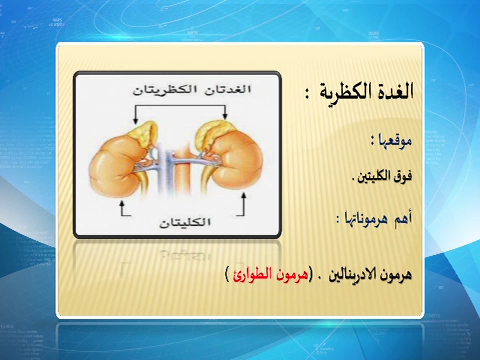 الغدة الكظرية :
موقعها :
فوق الكليتين .
أهم هرموناتها :
هرمون الادرينالين . (هرمون الطوارئ)
الغدتان الكظريتان
الكليتان